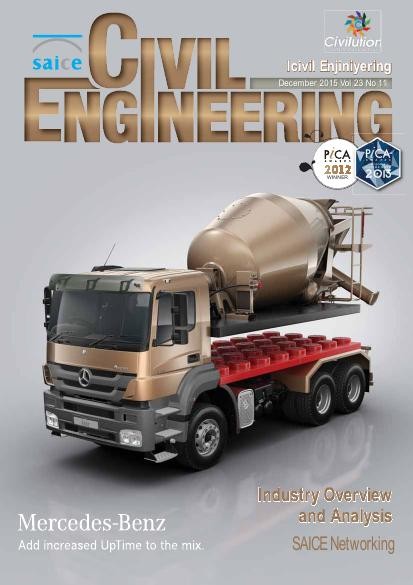 saice
CIVIL
ENGINEERING
Civilution
Icivil Enjiniyering
December 2015 Vol 23 No 11
PICA
AWARDS
2012
WINNER
PICA
2013
Industry Overview
and Analysis
SAICE Networking
Mercedes-Benz
Add increased UpTime to the mix.